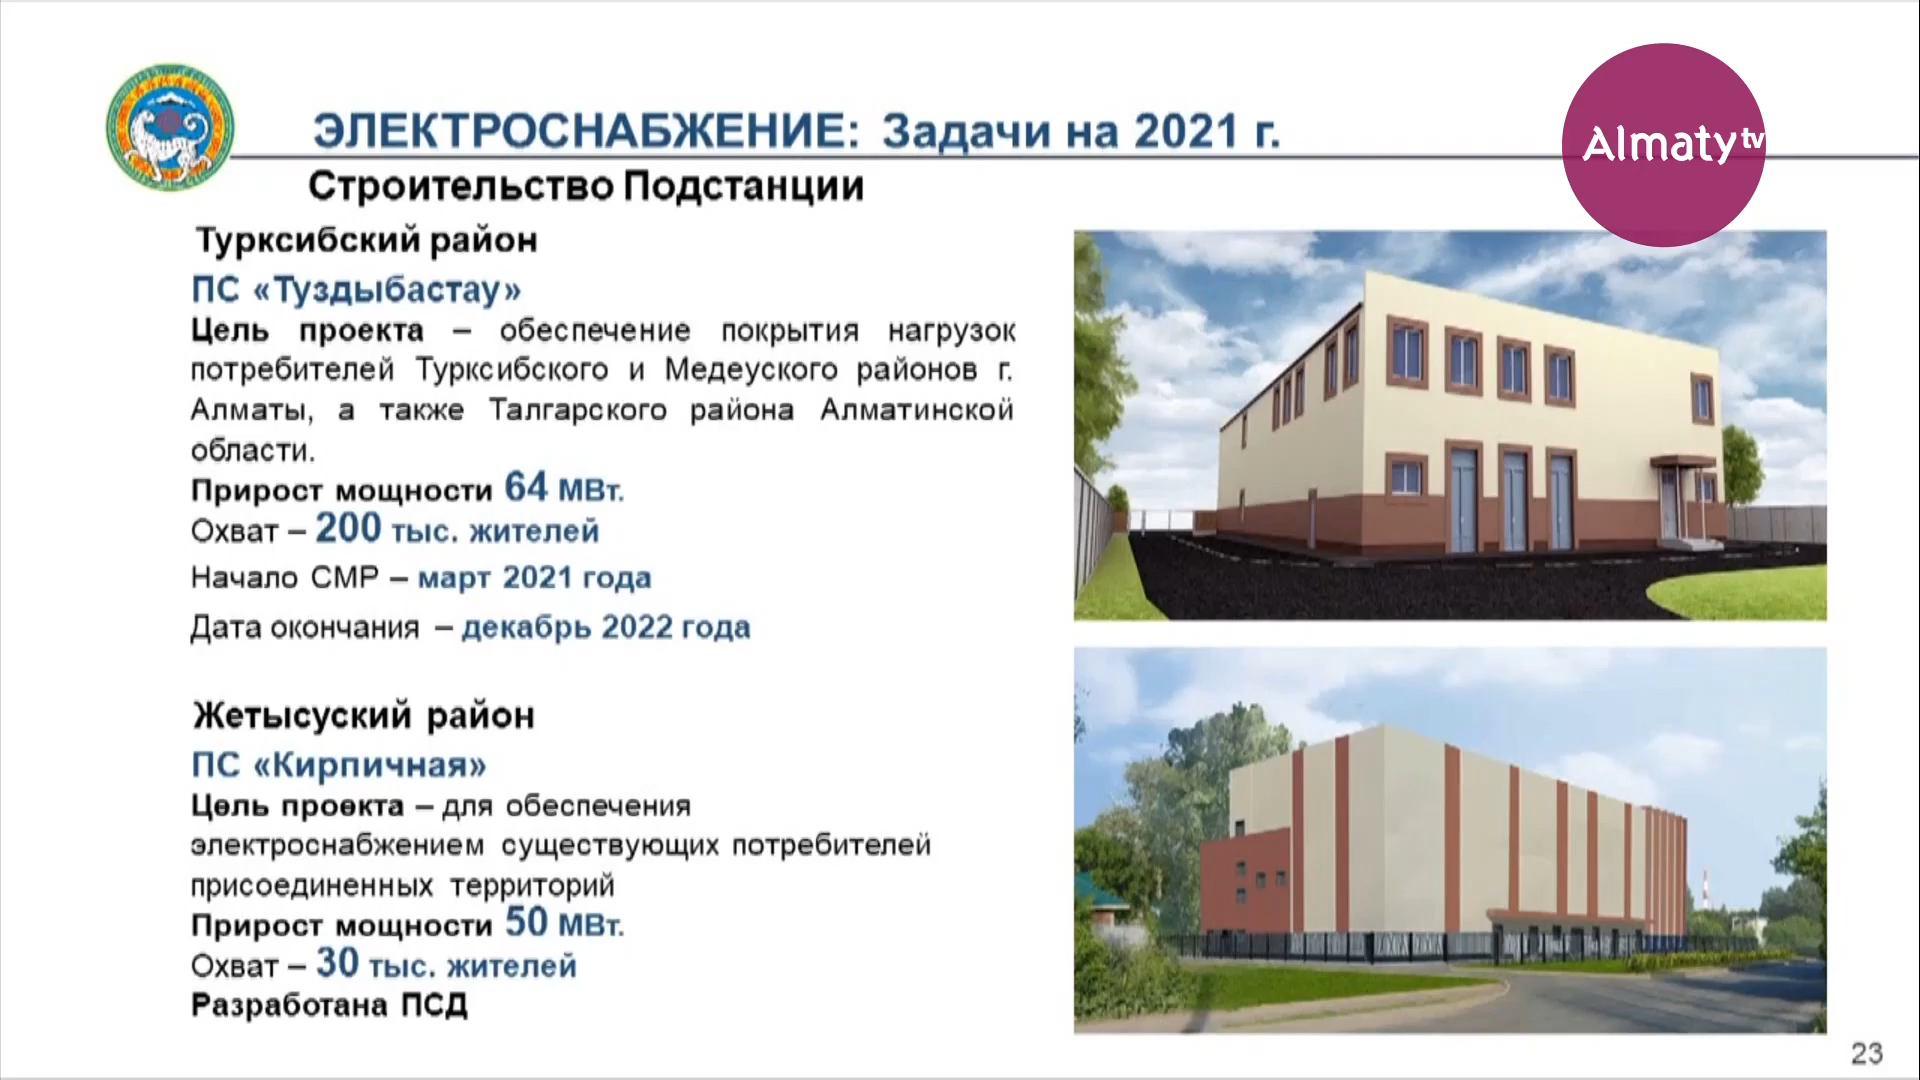 ЭЛЕКТРОСНАБЖЕНИЕ: Задачи на 2021 г.
Almaty tv
Строительство Подстанции
Турксибский район
ПС «Туздыбастау»
Цель проекта – обеспечение покрытия нагрузок
потребителей Турксибского и Медеуского районов г.
Алматы, а также Талгарского района Алматинской
области.
Прирост мощности 64 МВт.
Охват – 200 тыс. жителей
Начало СМР – март 2021 года
Дата окончания – декабрь 2022 года
Жетысуский район
ПС «Кирпичная»
Цель проекта – для обеспечения
электроснабжением существующих потребителей
присоединенных территорий
Прирост мощности 50 МВт.
Охват – 30 тыс. жителей
Разработана ПСД
23